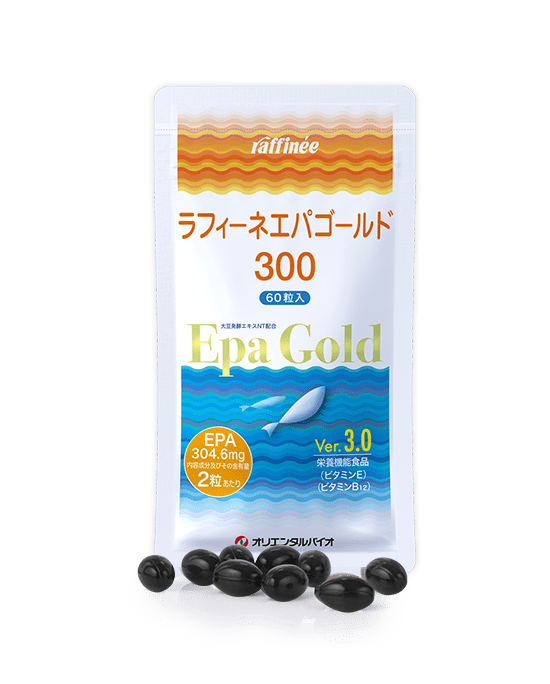 raffinée
ラフィーネエパゴールド
300
60粒入
大豆発酵エキスNT配合
Epa Gold
EPA
304.6mg
内容成分及びその含有量
2粒あたり
Ver. 3.0
栄養機能食品
(ビタミンE)
(ビタミンB12)
オリエンタルバイオ